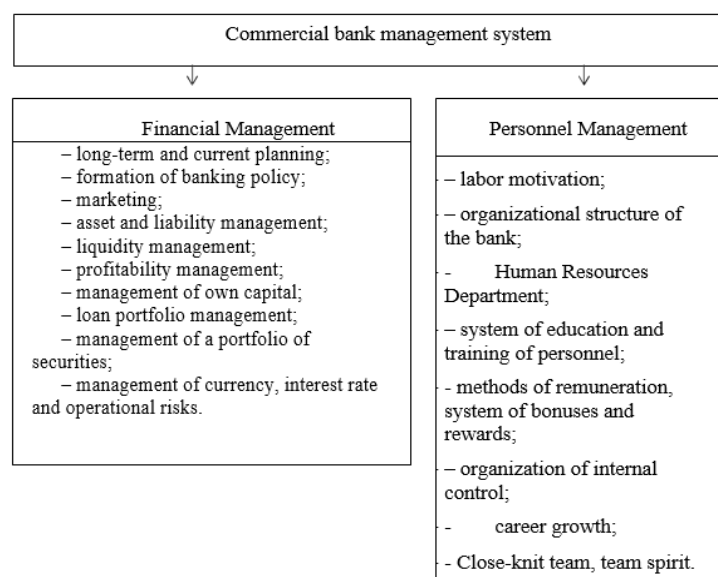 Commercial bank management system
Financial Management
– long-term and current planning;
– formation of banking policy;
– marketing;
– asset and liability management;
– liquidity management;
– profitability management;
– management of own capital;
– loan portfolio management;
– management of a portfolio of
securities;
– management of currency, interest rate
and operational risks.
Personnel Management
– labor motivation;
– organizational structure of
the bank;
- Human Resources
Department;
– system of education and
training of personnel;
- methods of remuneration,
system of bonuses and
rewards;
– organization of internal
control;
- career growth;
- Close-knit team, team spirit.